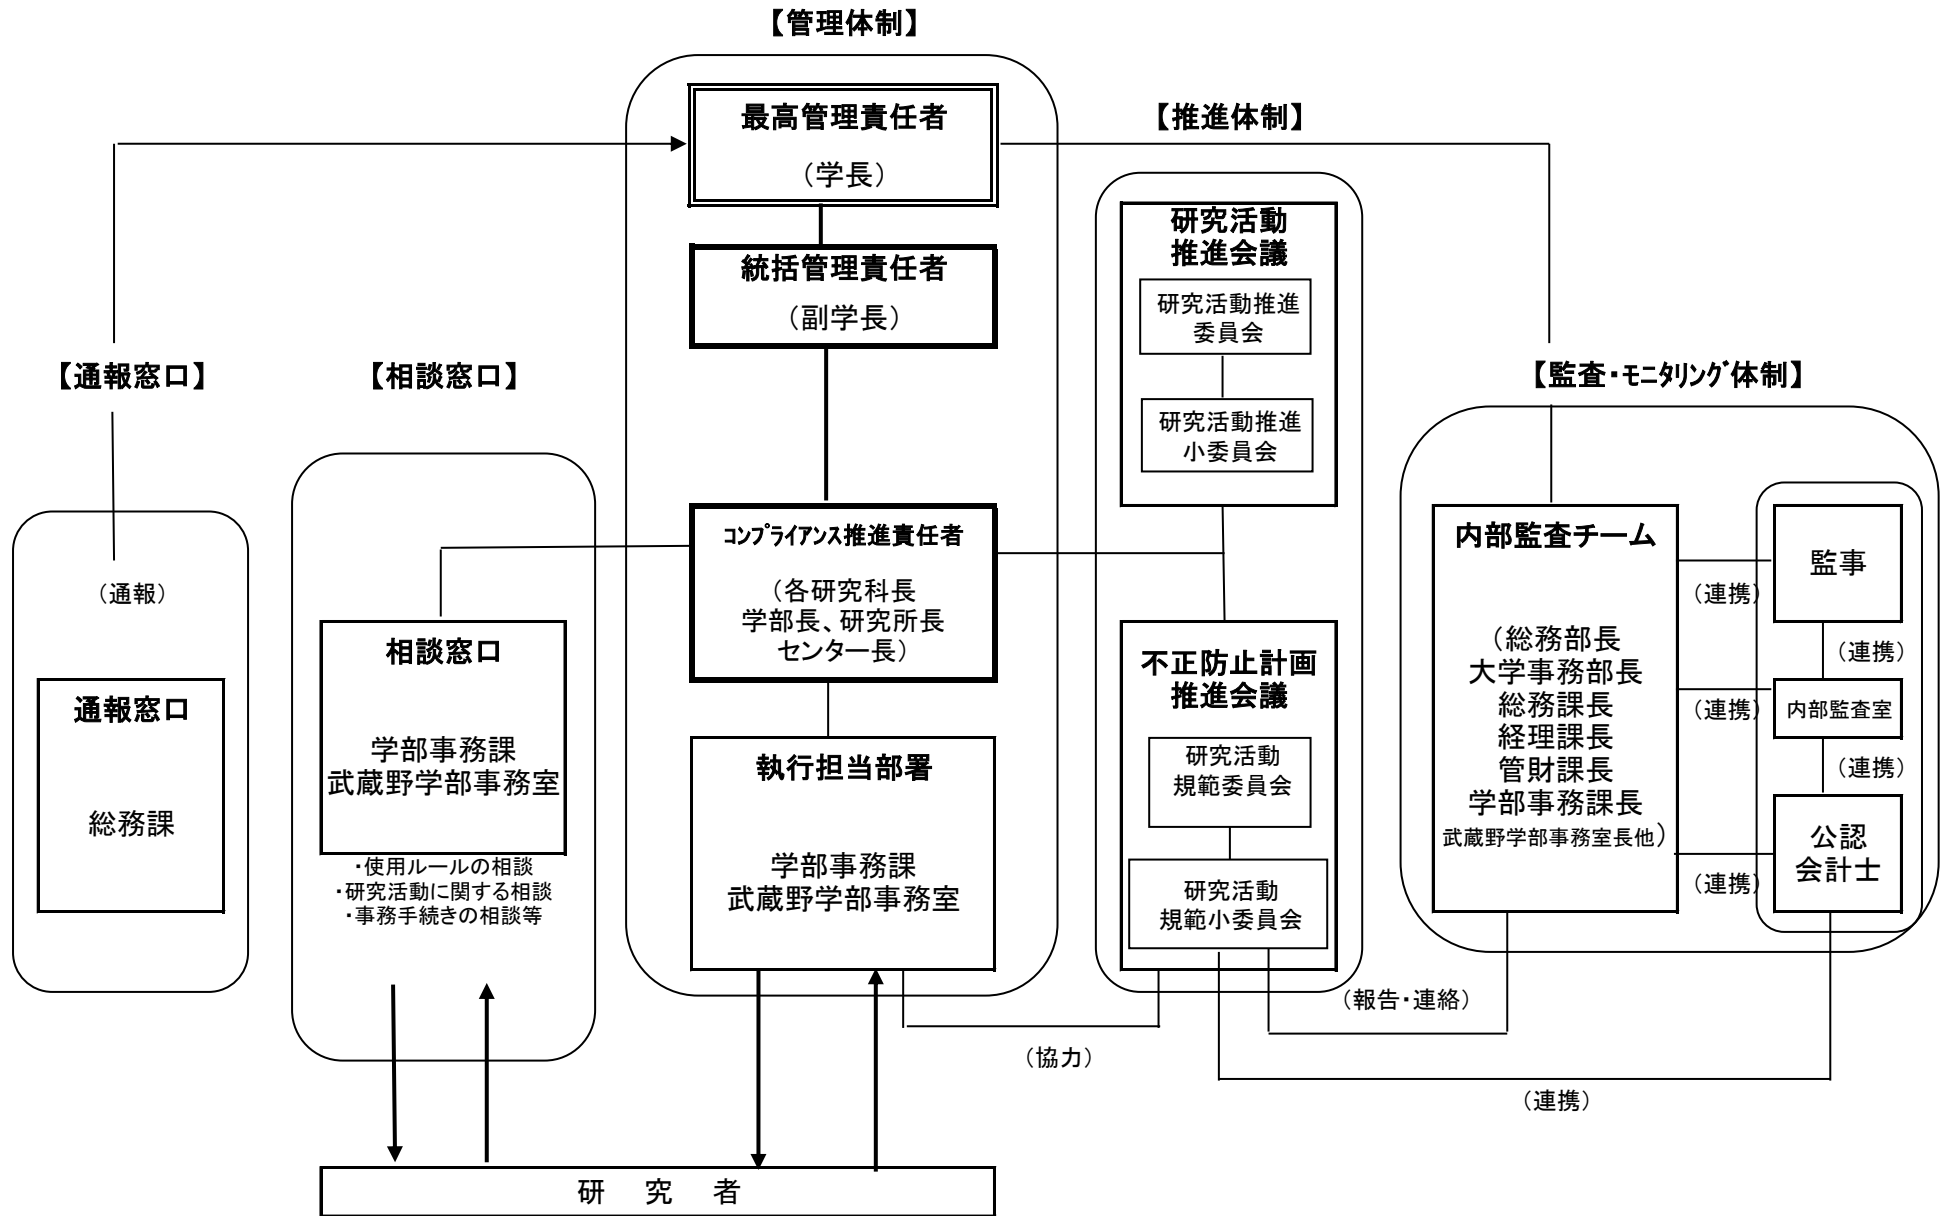 【管理体制】
最高管理責任者
（学長）
統括管理責任者
（副学長）
コンプライアンス推進責任者
（各研究科長
学部長、研究所長
センター長）
執行担当部署
学部事務課
武蔵野学部事務室
【推進体制】
研究活動
推進会議
研究活動推進
委員会
研究活動推進
小委員会
不正防止計画
推進会議
研究活動
規範委員会
研究活動
規範小委員会
【通報窓口】
（通報）
通報窓口
総務課
【相談窓口】
相談窓口
学部事務課
武蔵野学部事務室
・使用ルールの相談
・研究活動に関する相談
・事務手続きの相談等
【監査・モニタリング体制】
内部監査チーム
（総務部長
大学事務部長
総務課長
経理課長
管財課長
学部事務課長
武蔵野学部事務室長他）
（連携）
（連携）
（連携）
監事
（連携）
内部監査室
（連携）
公認
会計士
（報告・連絡）
（協力）
（連携）
研　究　者